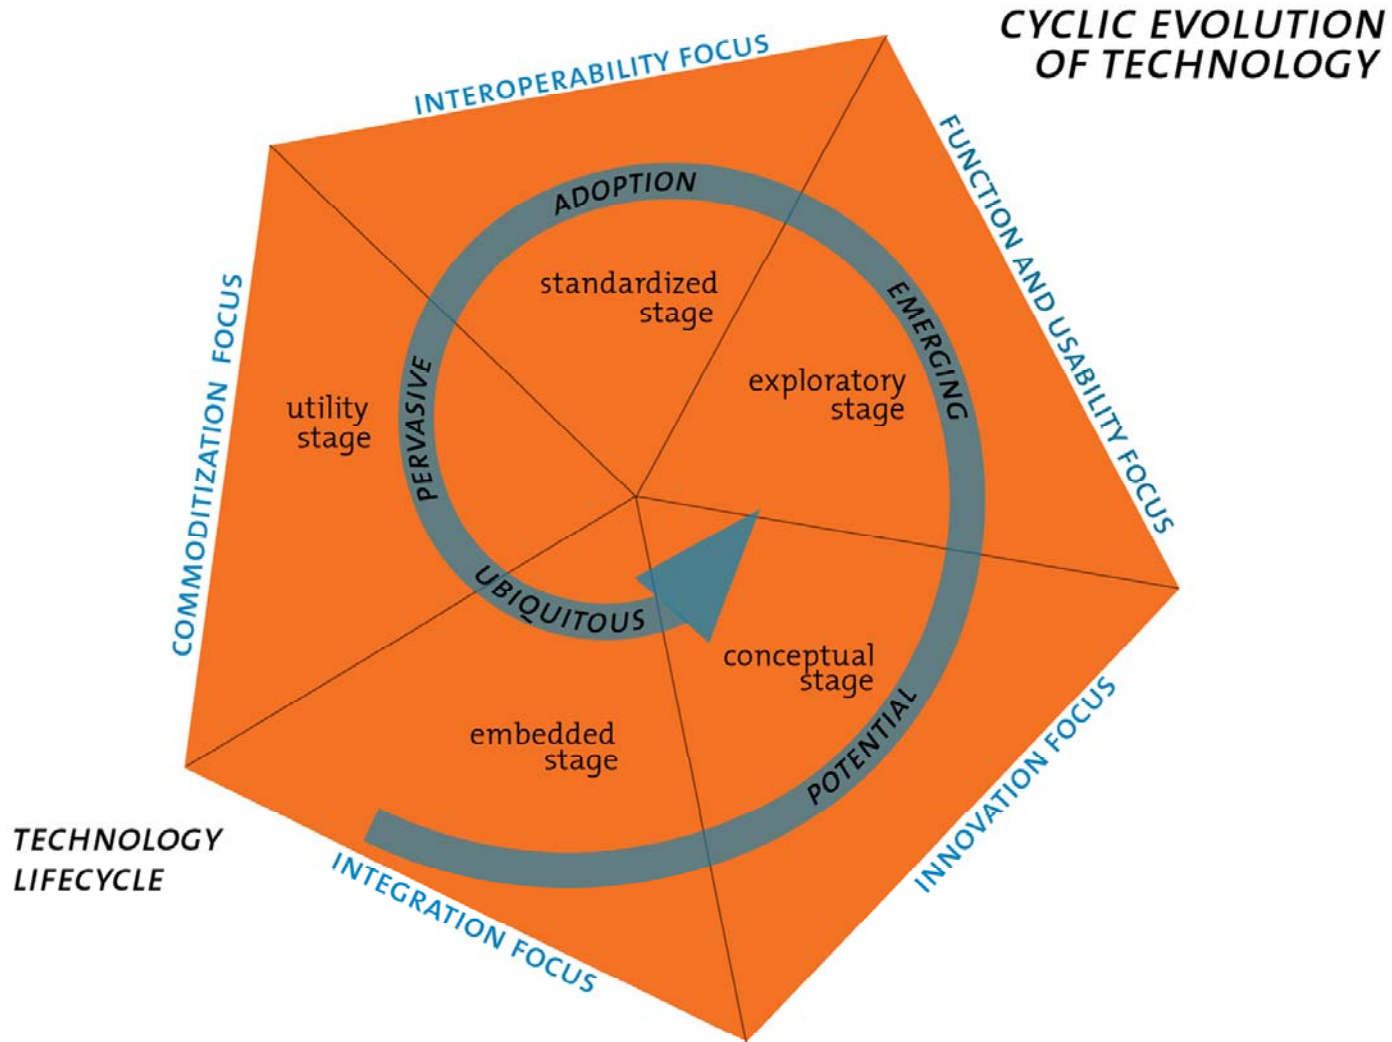 CYCLIC EVOLUTION
OF TECHNOLOGY
INTEROPERABILITY FOCUS
FUNCTION AND USABILITY FOCUS
ADOPTION
standardized
stage
EMERGING
exploratory
stage
COMMODITIZATION FOCUS
utility
stage
PERVASIVE
UBIQUITOUS
conceptual
stage
POTENTIAL
INNOVATION FOCUS
embedded
stage
TECHNOLOGY
LIFECYCLE
INTEGRATION FOCUS